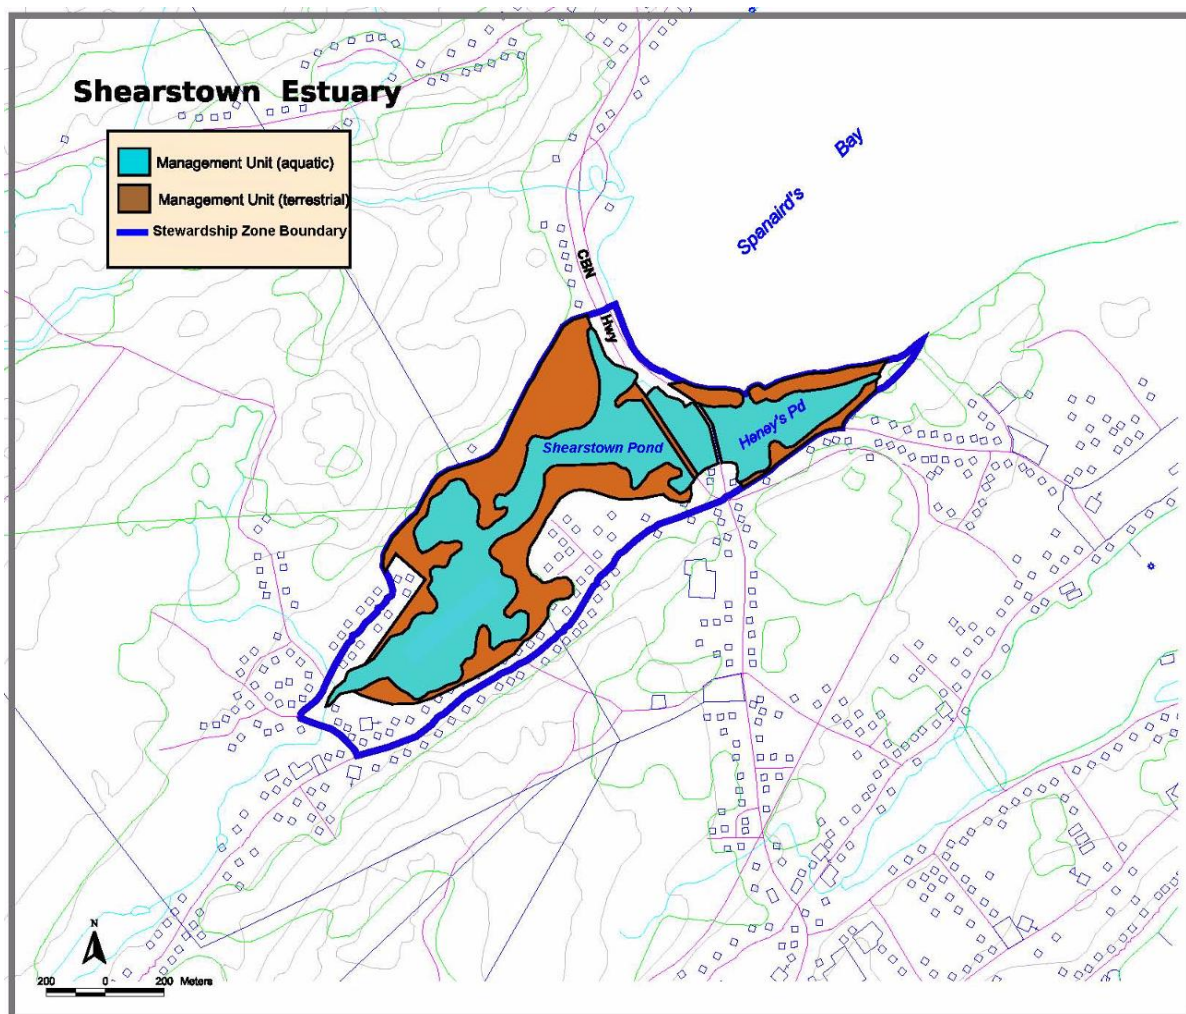 Shearstown Estuary
Management Unit (aquatic)
Management Unit (terrestrial)
Stewardship Zone Boundary
Bay
Spanaird's
CBN
Hwy
Heney's Pd
Shearstown Pond
N
200 0 200 Meters